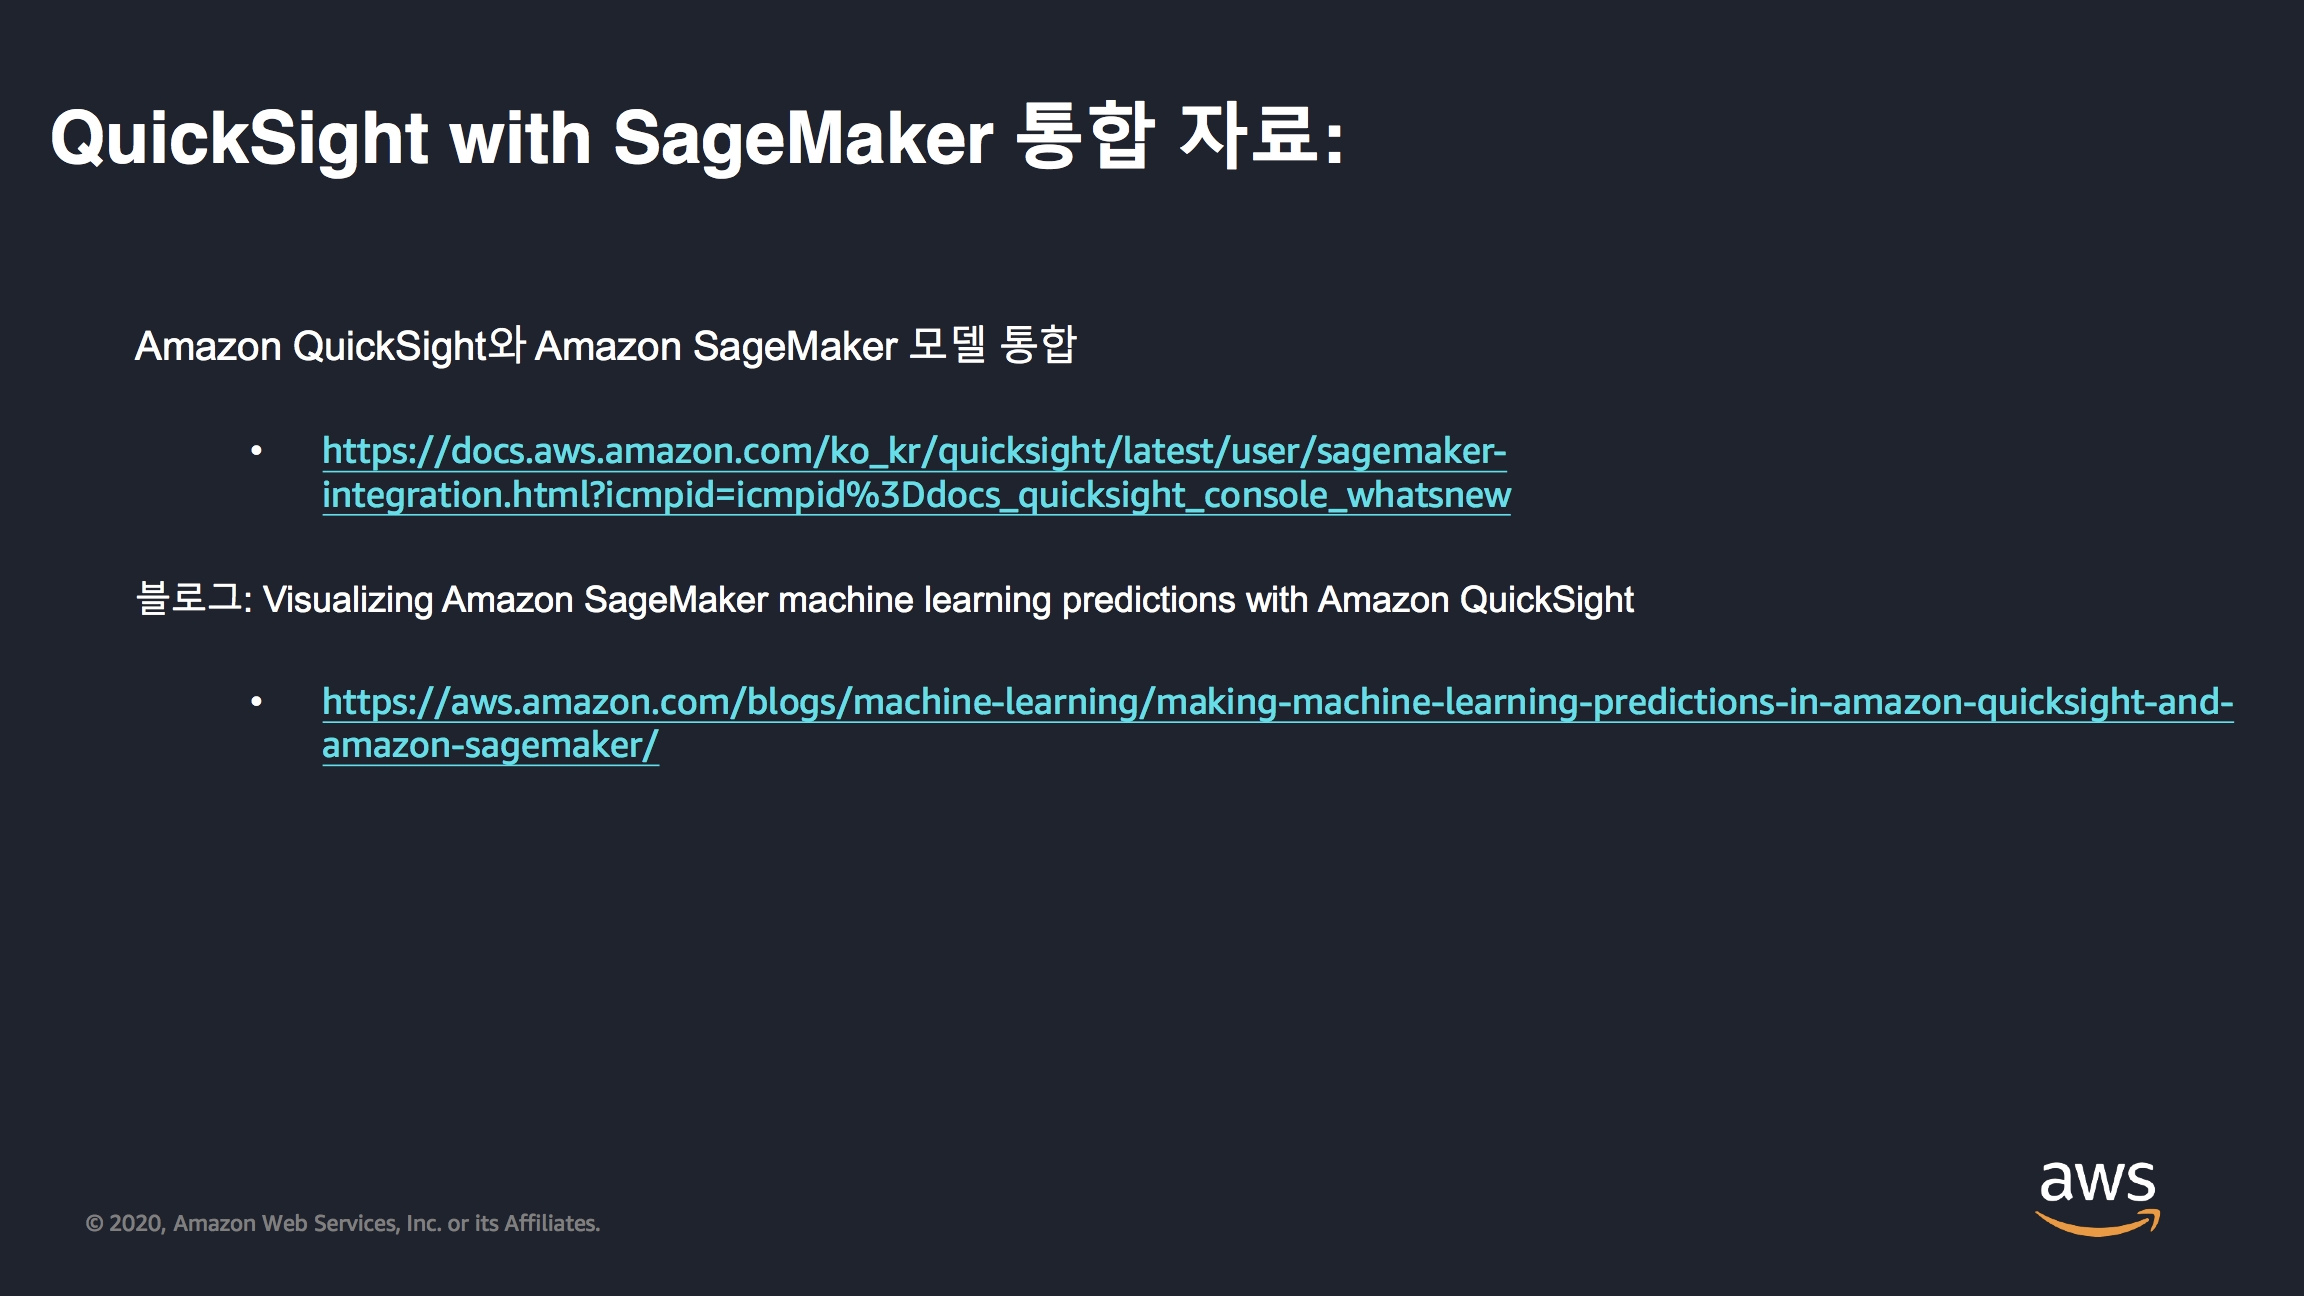 QuickSight with SageMaker 통합 자료:
Amazon QuickSight와 Amazon SageMaker 모델 통합
• https://docs.aws.amazon.com/ko_kr/quicksight/latest/user/sagemaker-
integration.html?icmpid=icmpid%3Ddocs_quicksight_console_whatsnew
블로그: Visualizing Amazon SageMaker machine learning predictions with Amazon QuickSight
• https://aws.amazon.com/blogs/machine-learning/making-machine-learning-predictions-in-amazon-quicksight-and-
amazon-sagemaker/
© 2020, Amazon Web Services, Inc. or its Affiliates.
aws